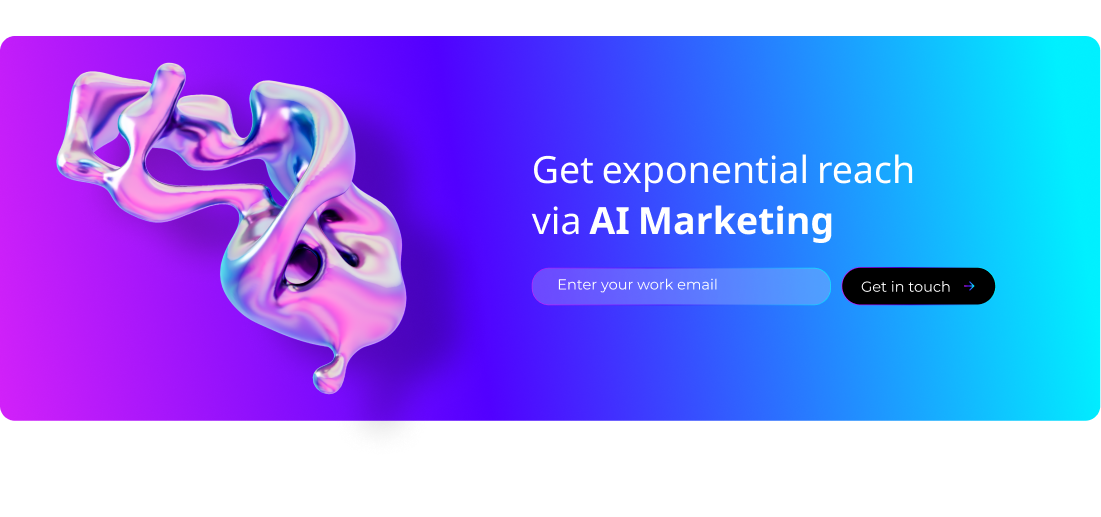 Get exponential reach
via AI Marketing
Enter your work email
Get in touch →